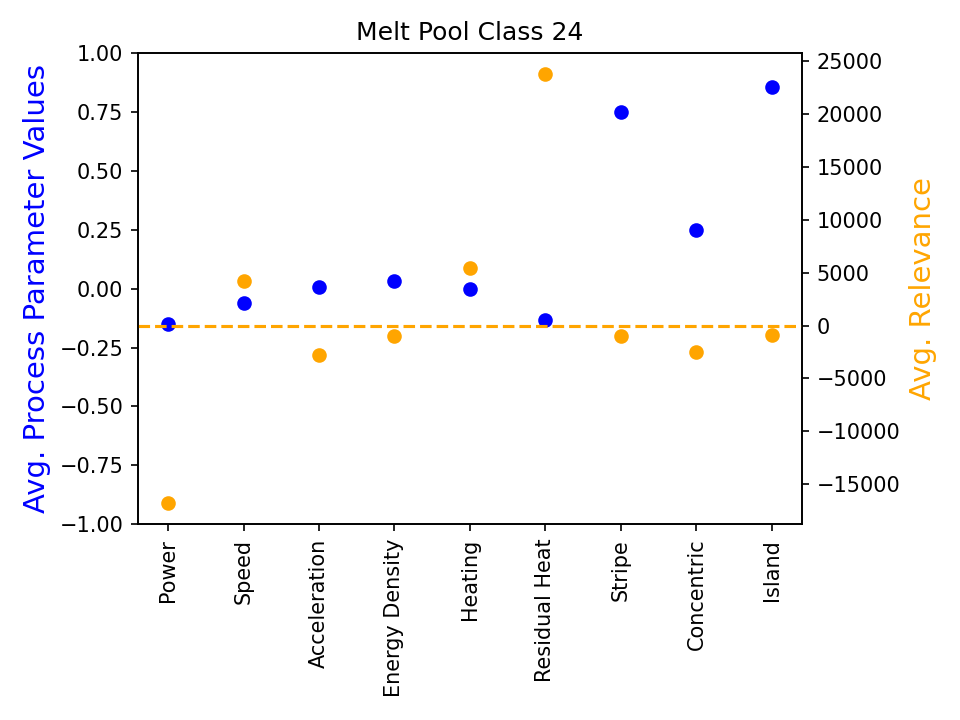 Melt Pool Class 24
Avg. Process Parameter Values
1.00
0.75
0.50
0.25
0.00
−0.25
−0.50
−0.75
−1.00
25000
20000
15000
10000
5000
0
−5000
−10000
−15000
Avg. Relevance
Power
Speed
Acceleration
Energy Density
Heating
Residual Heat
Stripe
Concentric
Island